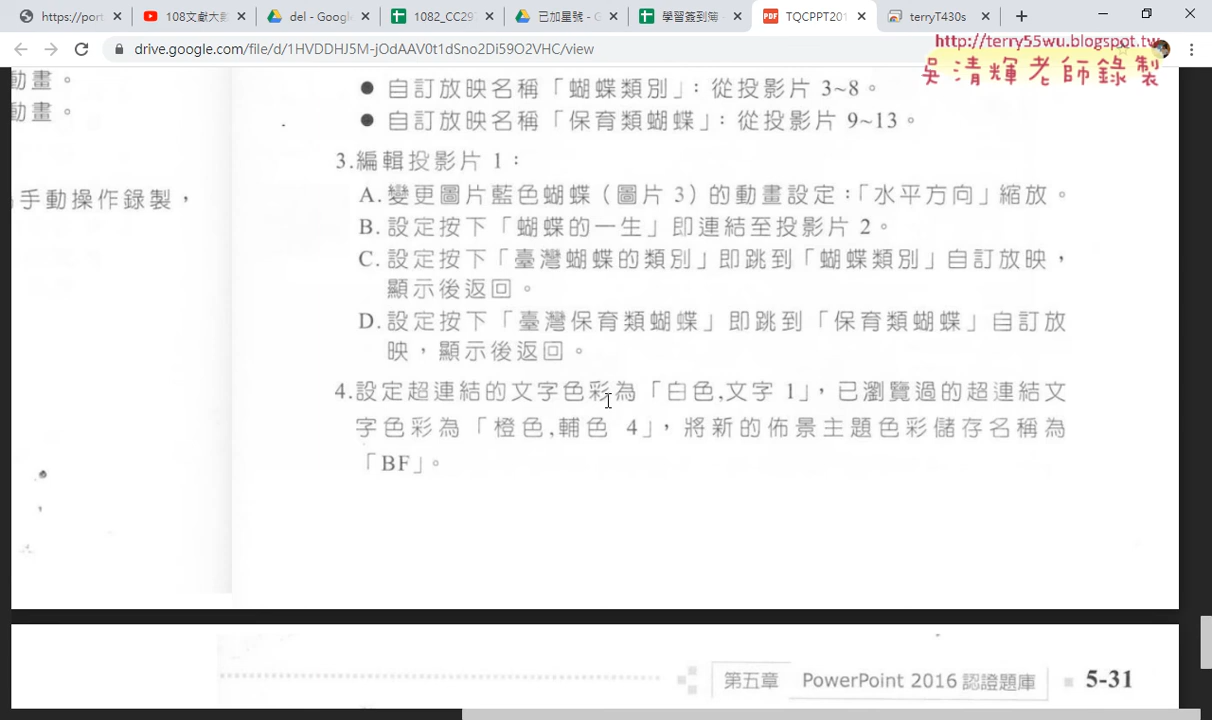 https://port
108文獻大數
del - Google
1082_CC29
已加星號 - G
學習簽到簿 -
TQCPPT201
terryT430s
drive.google.com/file/d/1HVDDHJ5M-jOdAAV0t1dSno2Di59O2VHC/view
http://terry55wu.blogspot.tw
吳清輝老師錄製
動畫。
動畫。
手動操作錄製，
● 自訂放映名稱「蝴蝶類別」：從投影片 3~8。
● 自訂放映名稱「保育類蝴蝶」：從投影片 9~13。
3.編輯投影片 1：
A.變更圖片藍色蝴蝶（圖片 3）的動畫設定：「水平方向」縮放。
B.設定按下「蝴蝶的一生」即連結至投影片 2。
C.設定按下「臺灣蝴蝶的類別」即跳到「蝴蝶類別」自訂放映，
顯示後返回。
D.設定按下「臺灣保育類蝴蝶」即跳到「保育類蝴蝶」自訂放
映，顯示後返回。
4.設定超連結的文字色彩為「白色,文字 1」，已瀏覽過的超連結文
字色彩為「橙色,輔色 4」，將新的佈景主題色彩儲存名稱為
「BF」。
第五章 PowerPoint 2016 認證題庫 5-31